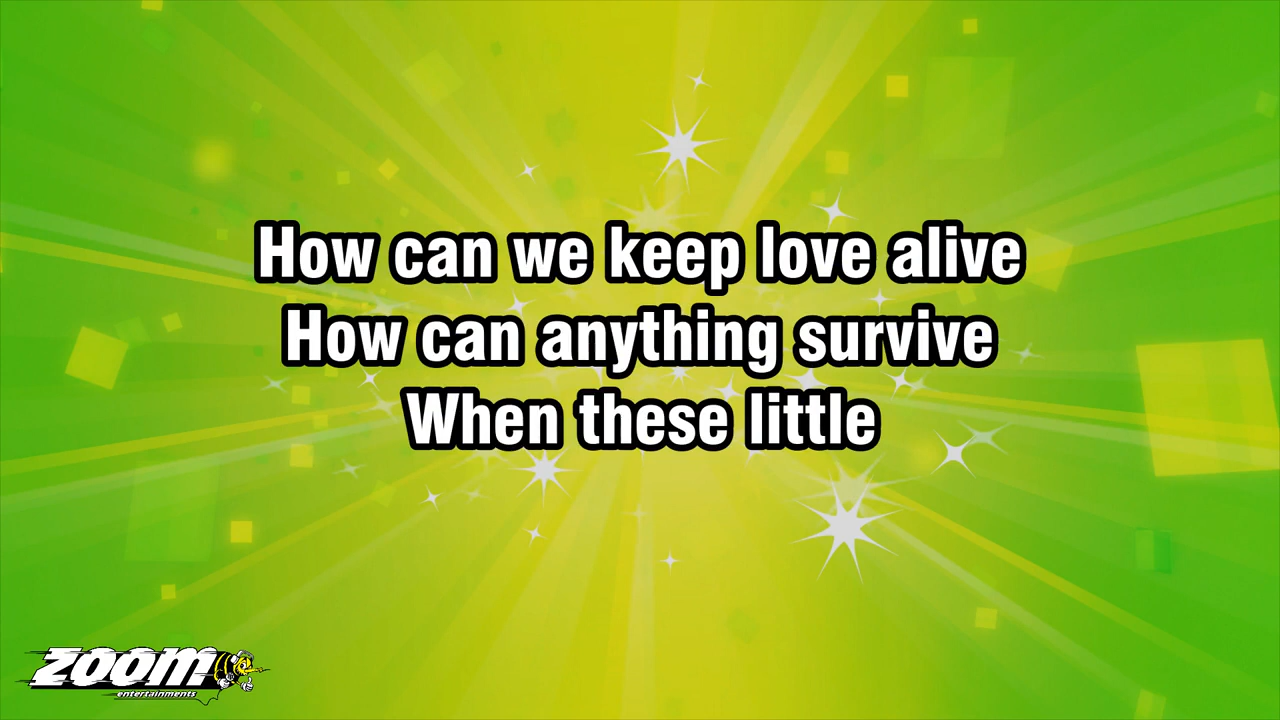 How can we keep love alive
How can anything survive
When these little
zoom
entertainments